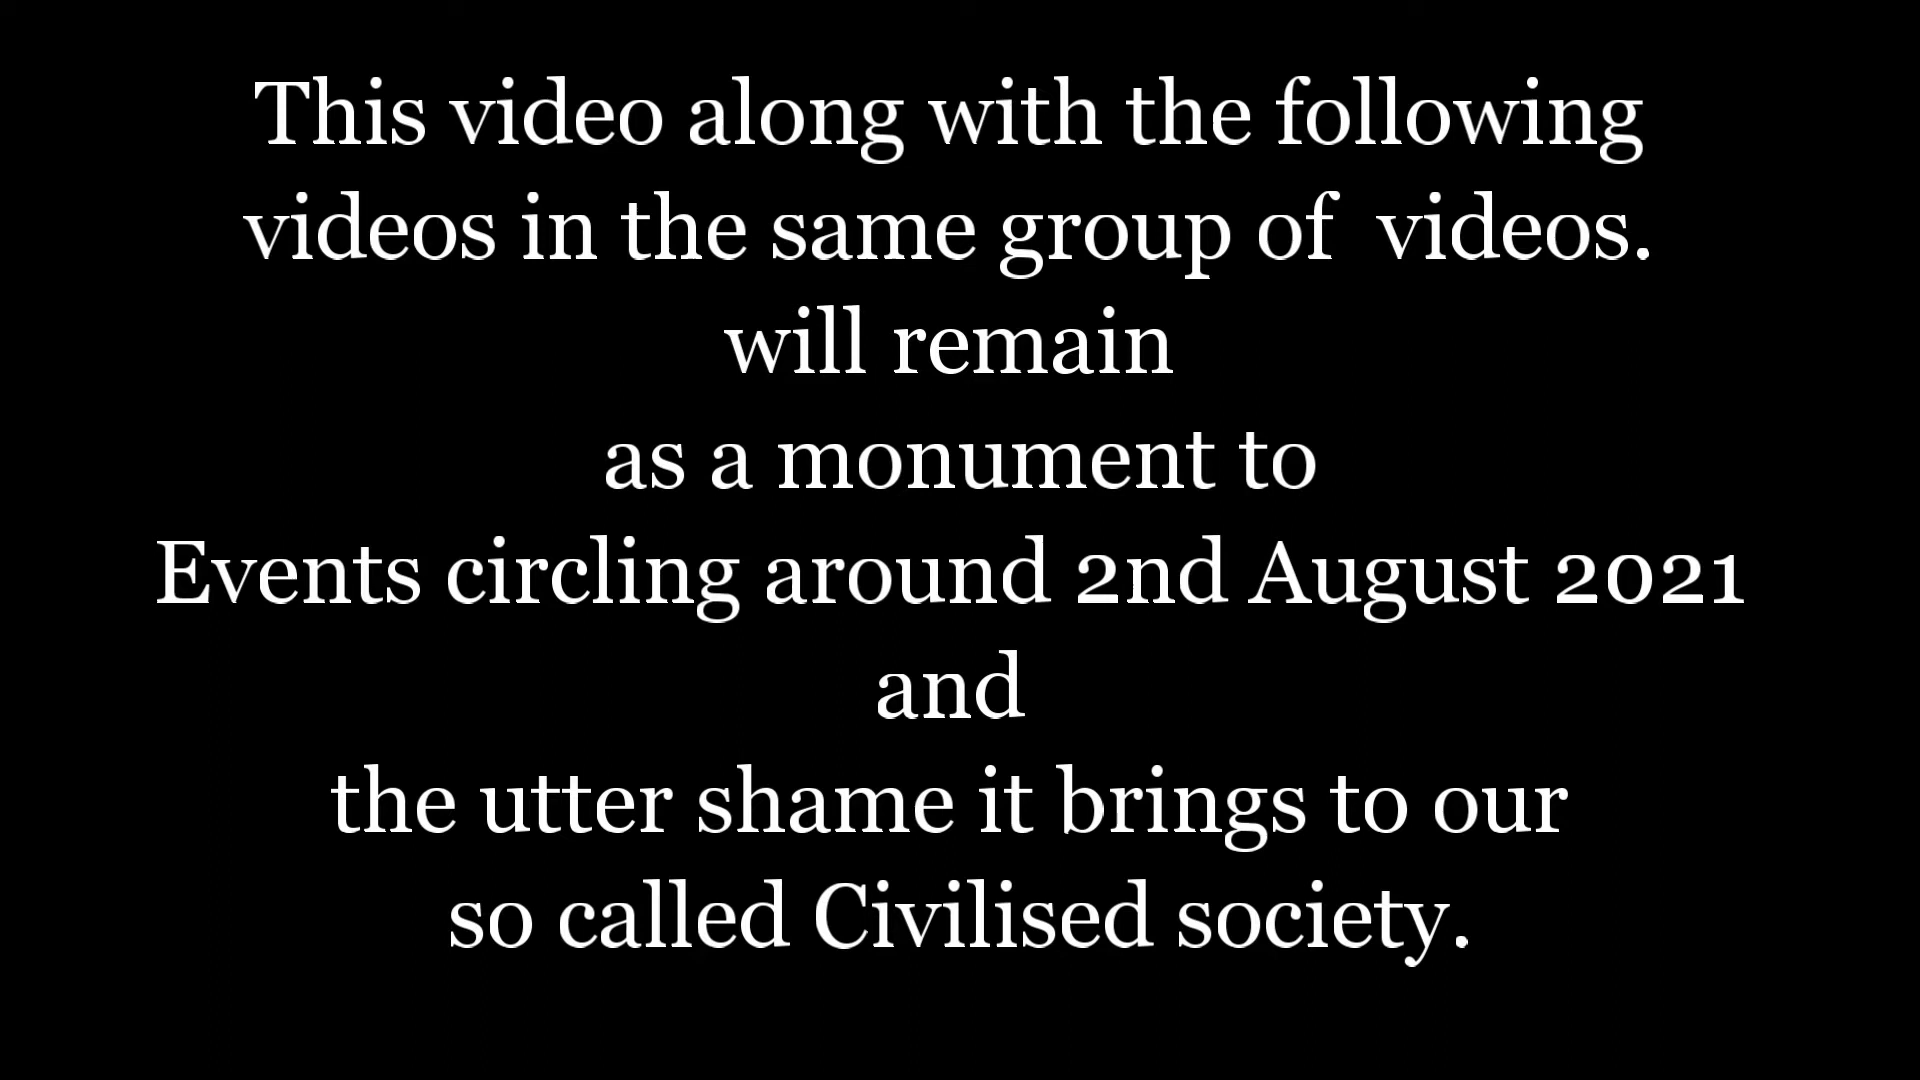 This video along with the following
videos in the same group of  videos.
will remain
as a monument to
Events circling around 2nd August 2021
and
the utter shame it brings to our
so called Civilised society.